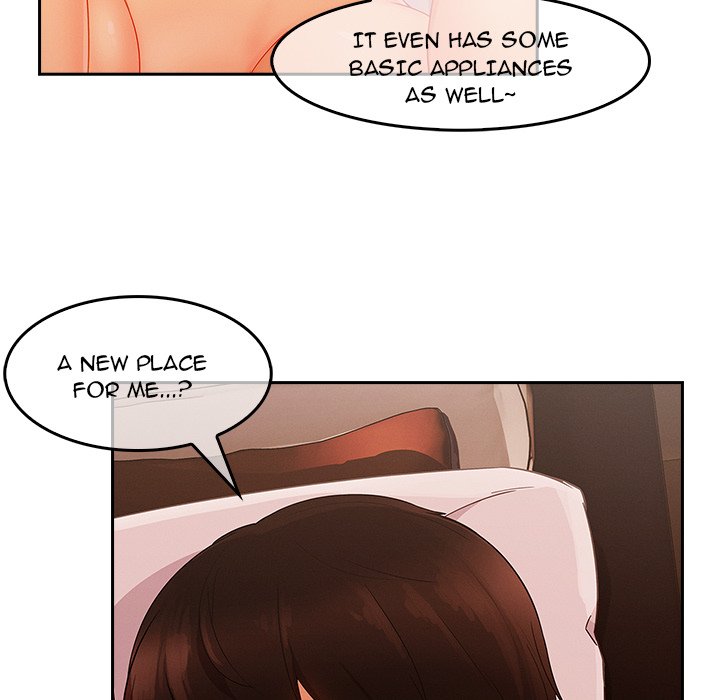 IT EVEN HAS SOME
BASIC APPLIANCES
AS WELL~
A NEW PLACE
FOR ME,,,?